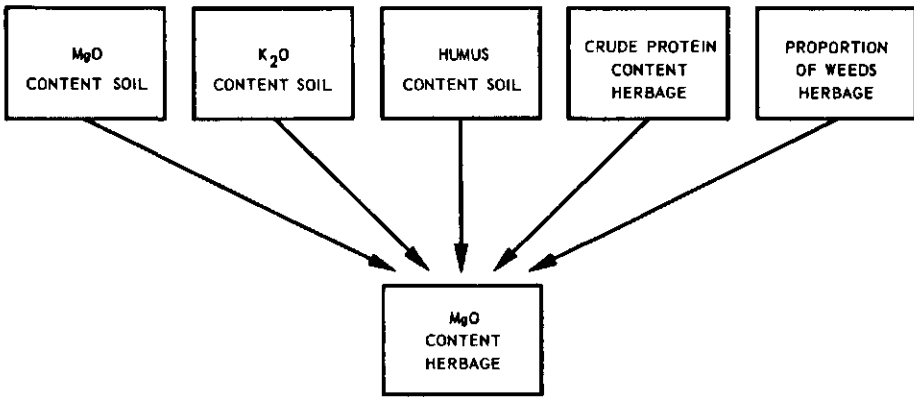 MgO
CONTENT SOIL
K₂O
CONTENT SOIL
HUMUS
CONTENT SOIL
CRUDE PROTEIN
CONTENT
HERBAGE
PROPORTION
OF WEEDS
HERBAGE
MgO
CONTENT
HERBAGE